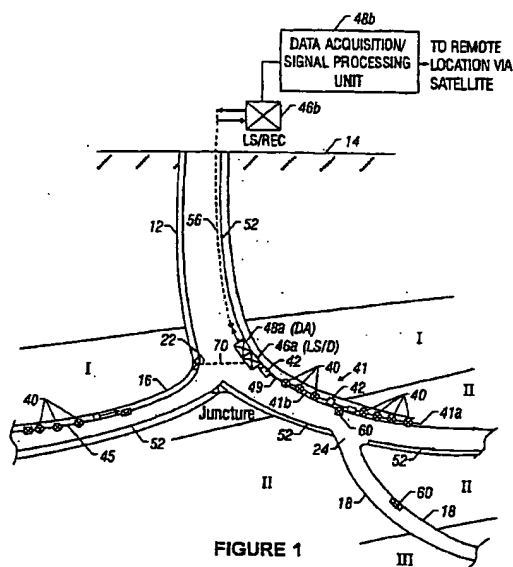 48b
DATA ACQUISITION/
SIGNAL PROCESSING
UNIT
TO REMOTE
LOCATION VIA
SATELLITE
46b
LS/REC
14
12
56
52
48a (DA)
46a (LS/D)
22
70
42
40
41
I
I
49
42
40
16
II
40
41b
41a
60
Juncture
52
24
52
45
52
II
60
II
18
18
III
FIGURE 1